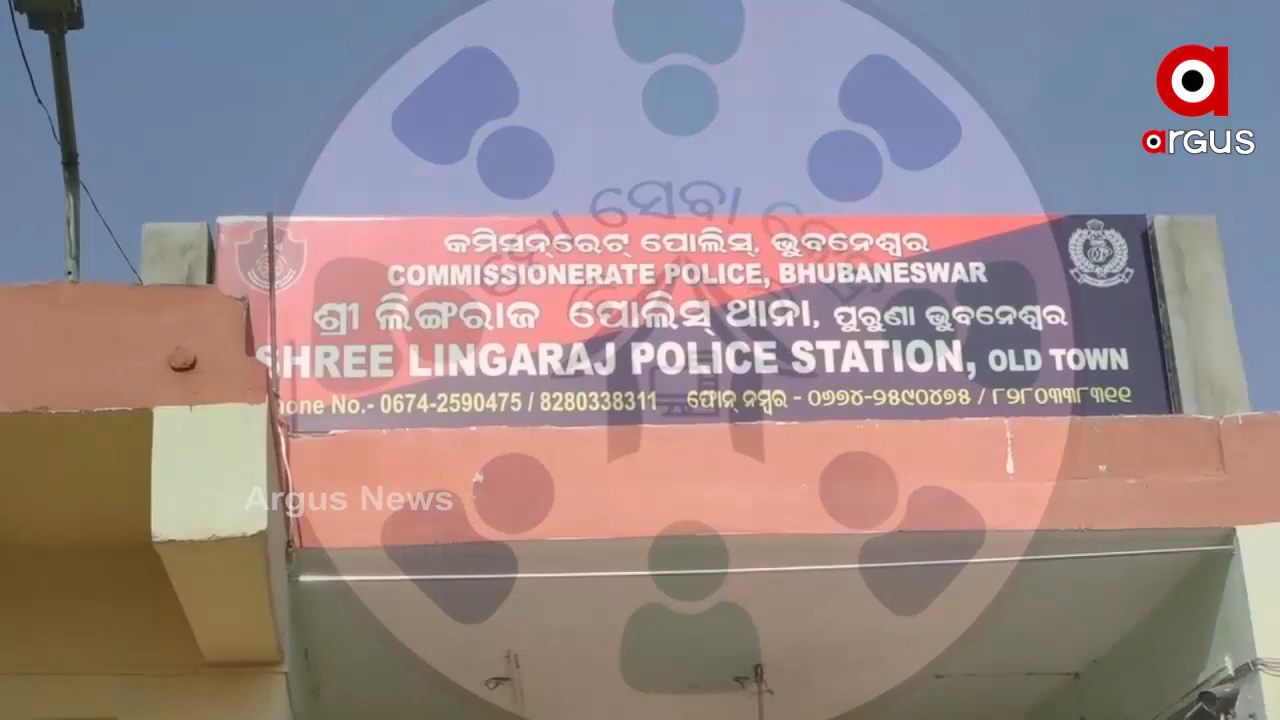 argus
ସେବା
କମିସନ୍‌ରେଟ୍ ପୋଲିସ୍, ଭୁବନେଶ୍ୱର
COMMISSIONERATE POLICE, BHUBANESWAR
ଶ୍ରୀ ଲିଙ୍ଗରାଜ ପୋଲିସ୍ ଥାନା, ପୁରୁଣା ଭୁବନେଶ୍ୱର
SHREE LINGARAJ POLICE STATION, OLD TOWN
Phone No.- 0674-2590475 / 8280338311 ଫୋନ୍ ନମ୍ବର - ୦୬୭୪-୨୫୯୦୪୭୫ / ୮୨୮୦୩୩୮୩୧୧
Argus News